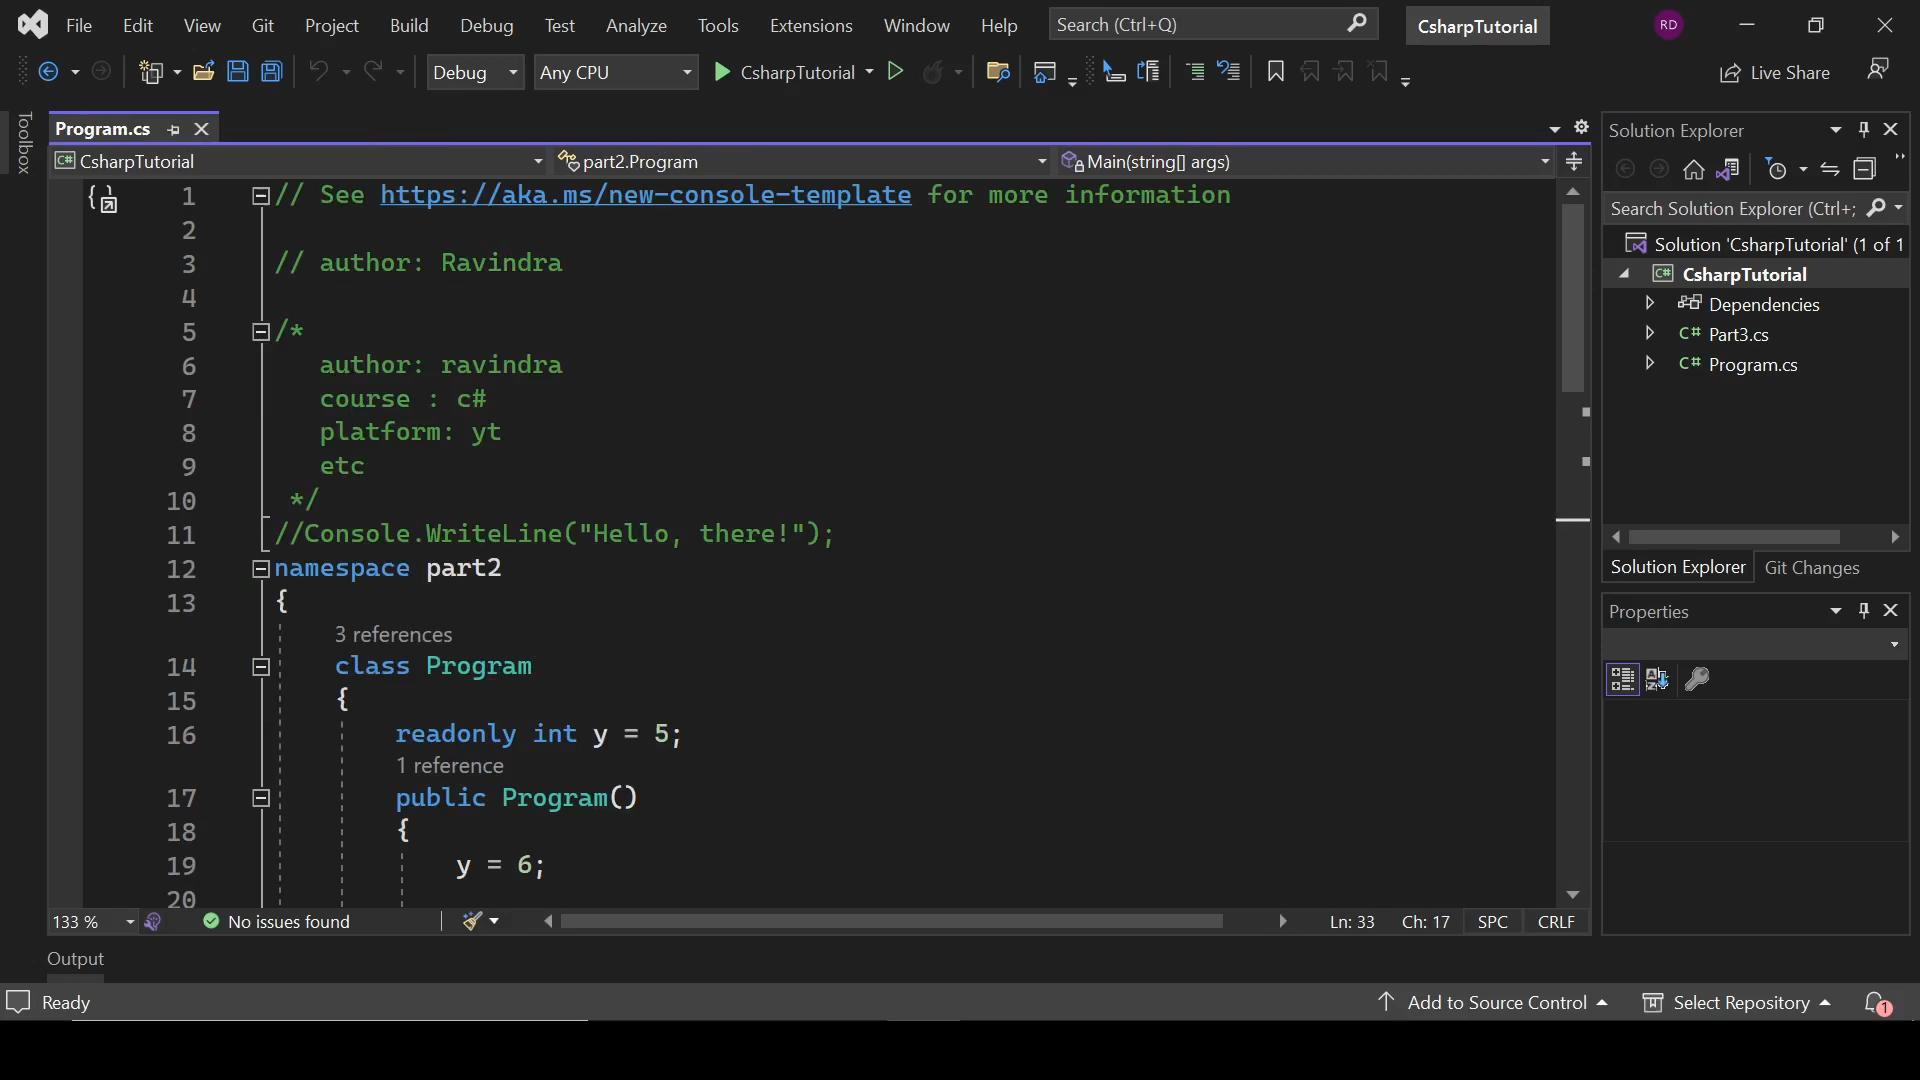 File Edit View Git Project Build Debug Test Analyze Tools Extensions Window Help Search (Ctrl+Q) CsharpTutorial RD
Debug Any CPU CsharpTutorial Live Share
Toolbox
Program.cs
CsharpTutorial part2.Program Main(string[] args)
1 // See https://aka.ms/new-console-template for more information
2
3 // author: Ravindra
4
5 /*
6 author: ravindra
7 course : c#
8 platform: yt
9 etc
10 */
11 //Console.WriteLine("Hello, there!");
12 namespace part2
13 {
3 references
14 class Program
15 {
16 readonly int y = 5;
1 reference
17 public Program()
18 {
19 y = 6;
20
133 % No issues found Ln: 33 Ch: 17 SPC CRLF
Solution Explorer
Search Solution Explorer (Ctrl+;
Solution 'CsharpTutorial' (1 of 1
C# CsharpTutorial
Dependencies
C# Part3.cs
C# Program.cs
Solution Explorer Git Changes
Properties
Output
Ready Add to Source Control Select Repository 1